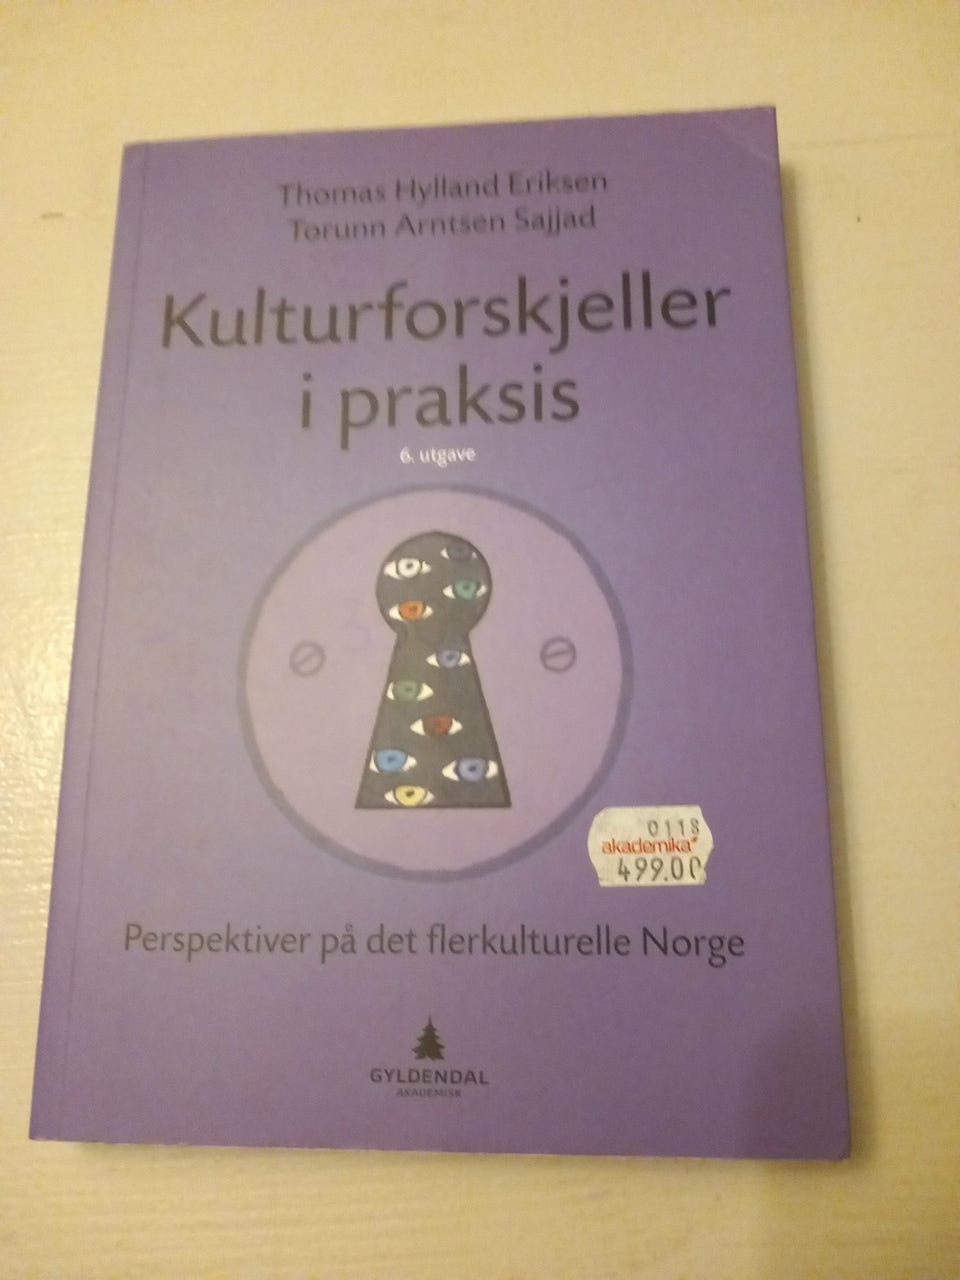 Thomas Hylland Eriksen
Torunn Arntsen Sajjad
Kulturforskjeller
i praksis
6. utgave
0118
akademika
499.00
Perspektiver på det flerkulturelle Norge
GYLDENDAL
AKADEMISK